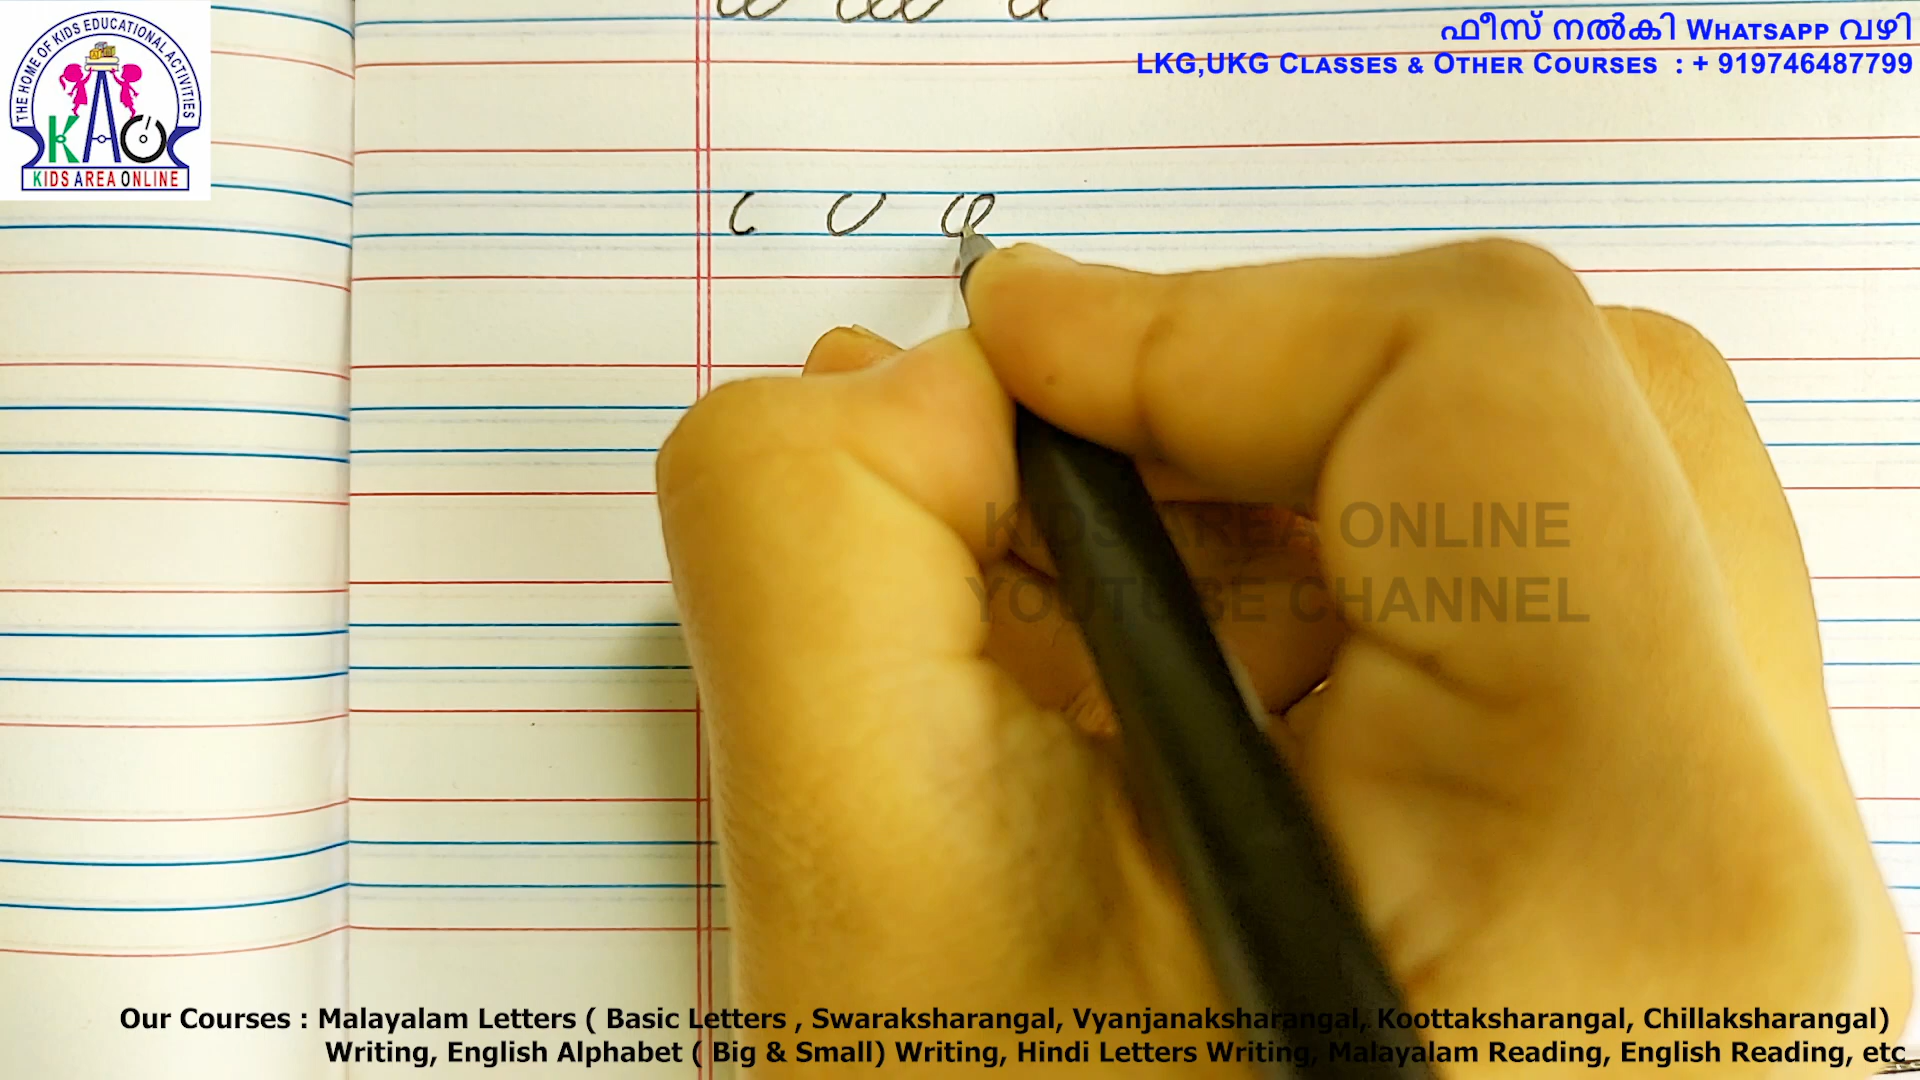 THE HOME OF KIDS EDUCATIONAL ACTIVITIES
KAO
KIDS AREA ONLINE
ഫീസ് നൽകി WHATSAPP വഴി
LKG,UKG CLASSES & OTHER COURSES : + 919746487799
KIDS AREA ONLINE
YOUTUBE CHANNEL
Our Courses : Malayalam Letters ( Basic Letters , Swaraksharangal, Vyanjanaksharangal, Koottaksharangal, Chillaksharangal)
Writing, English Alphabet ( Big & Small) Writing, Hindi Letters Writing, Malayalam Reading, English Reading, etc